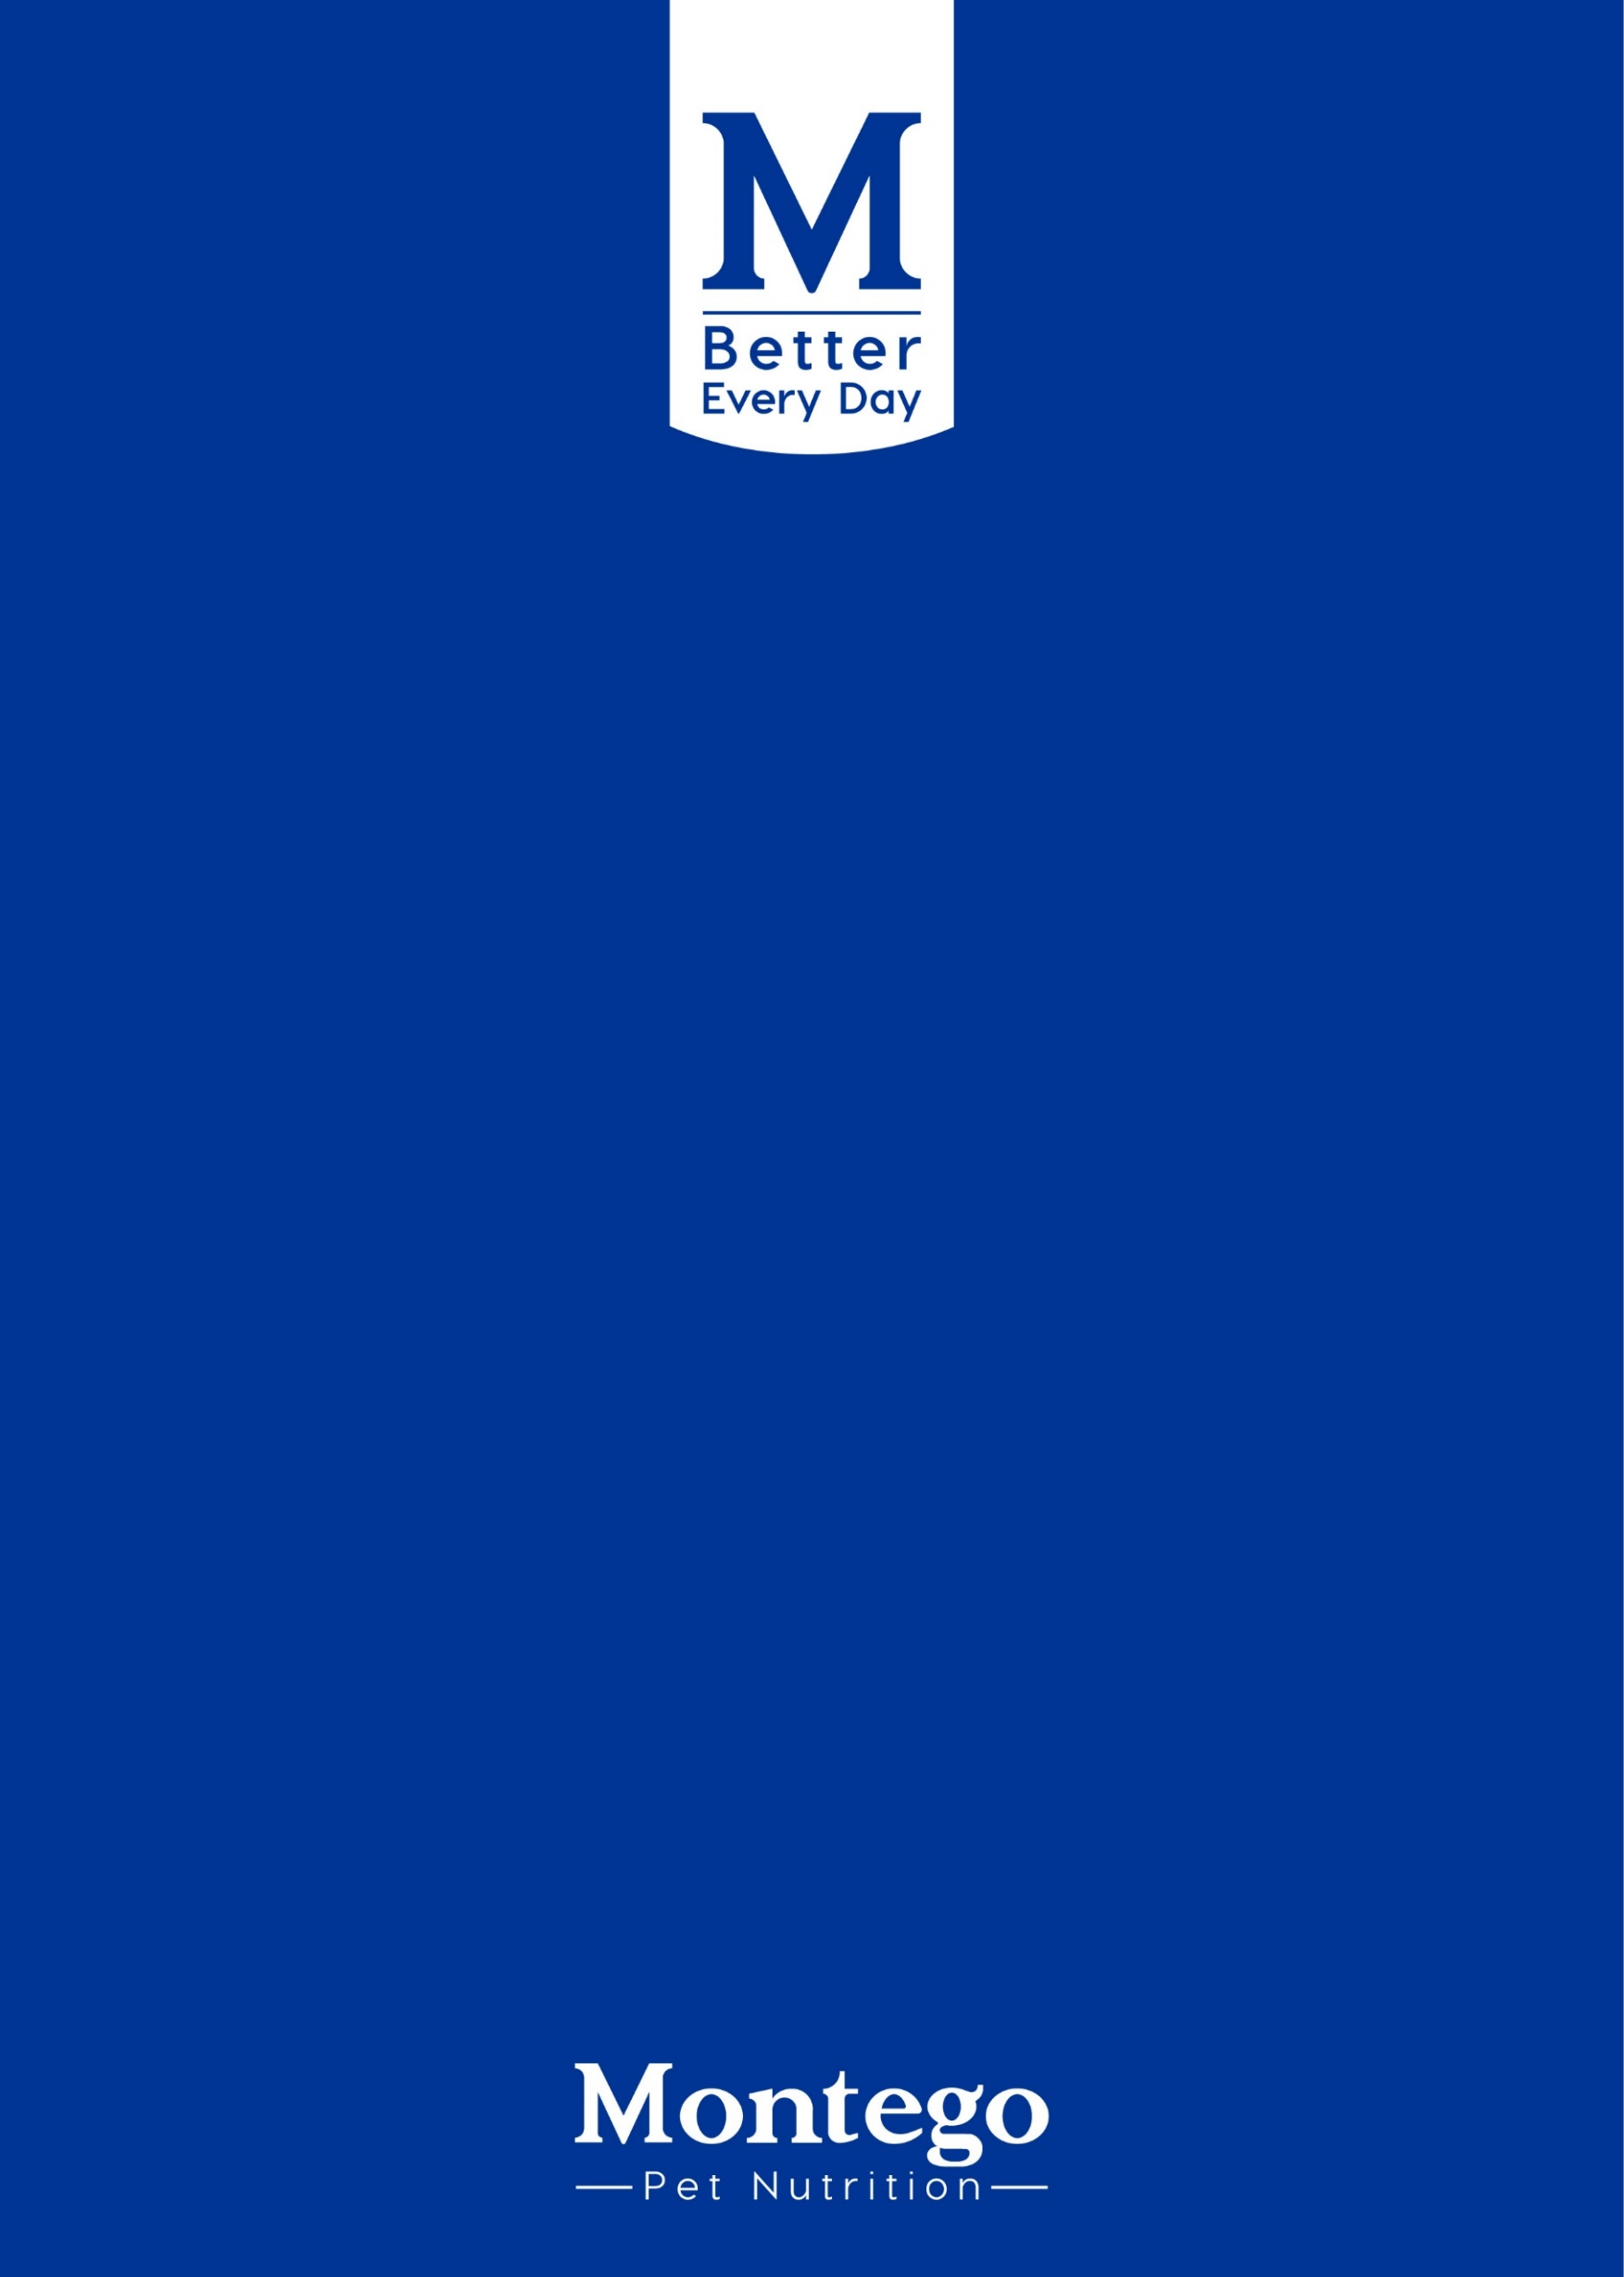 M
Better
Every Day
Montego
Pet Nutrition